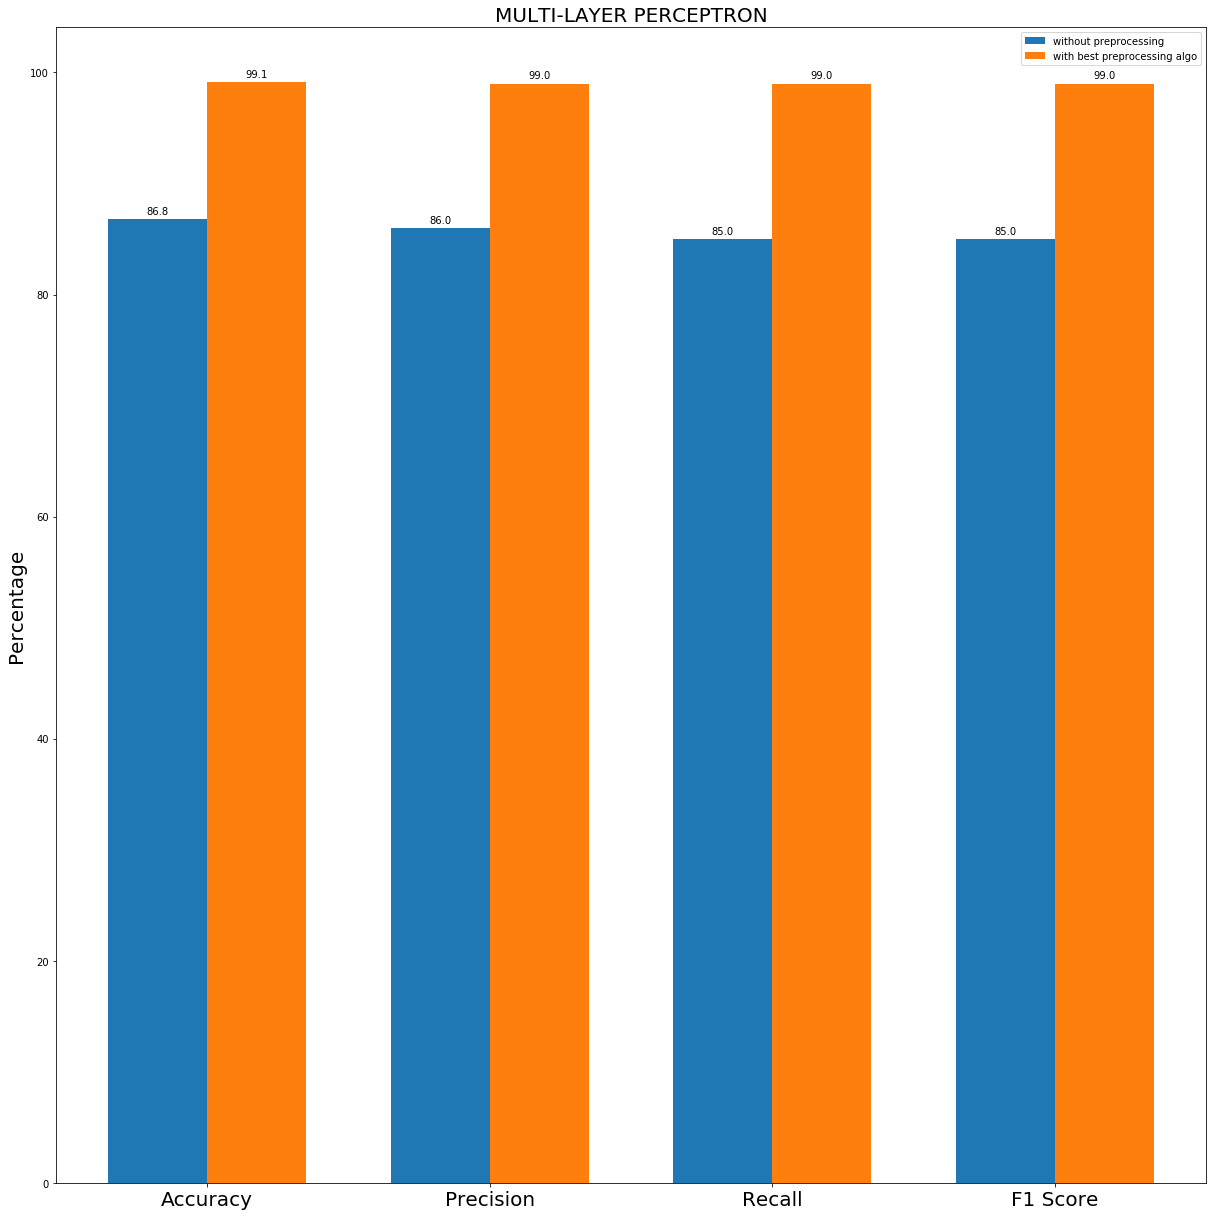 MULTI-LAYER PERCEPTRON
without preprocessing
with best preprocessing algo
Percentage
100
80
60
40
20
0
86.8
99.1
86.0
99.0
85.0
99.0
85.0
99.0
Accuracy
Precision
Recall
F1 Score